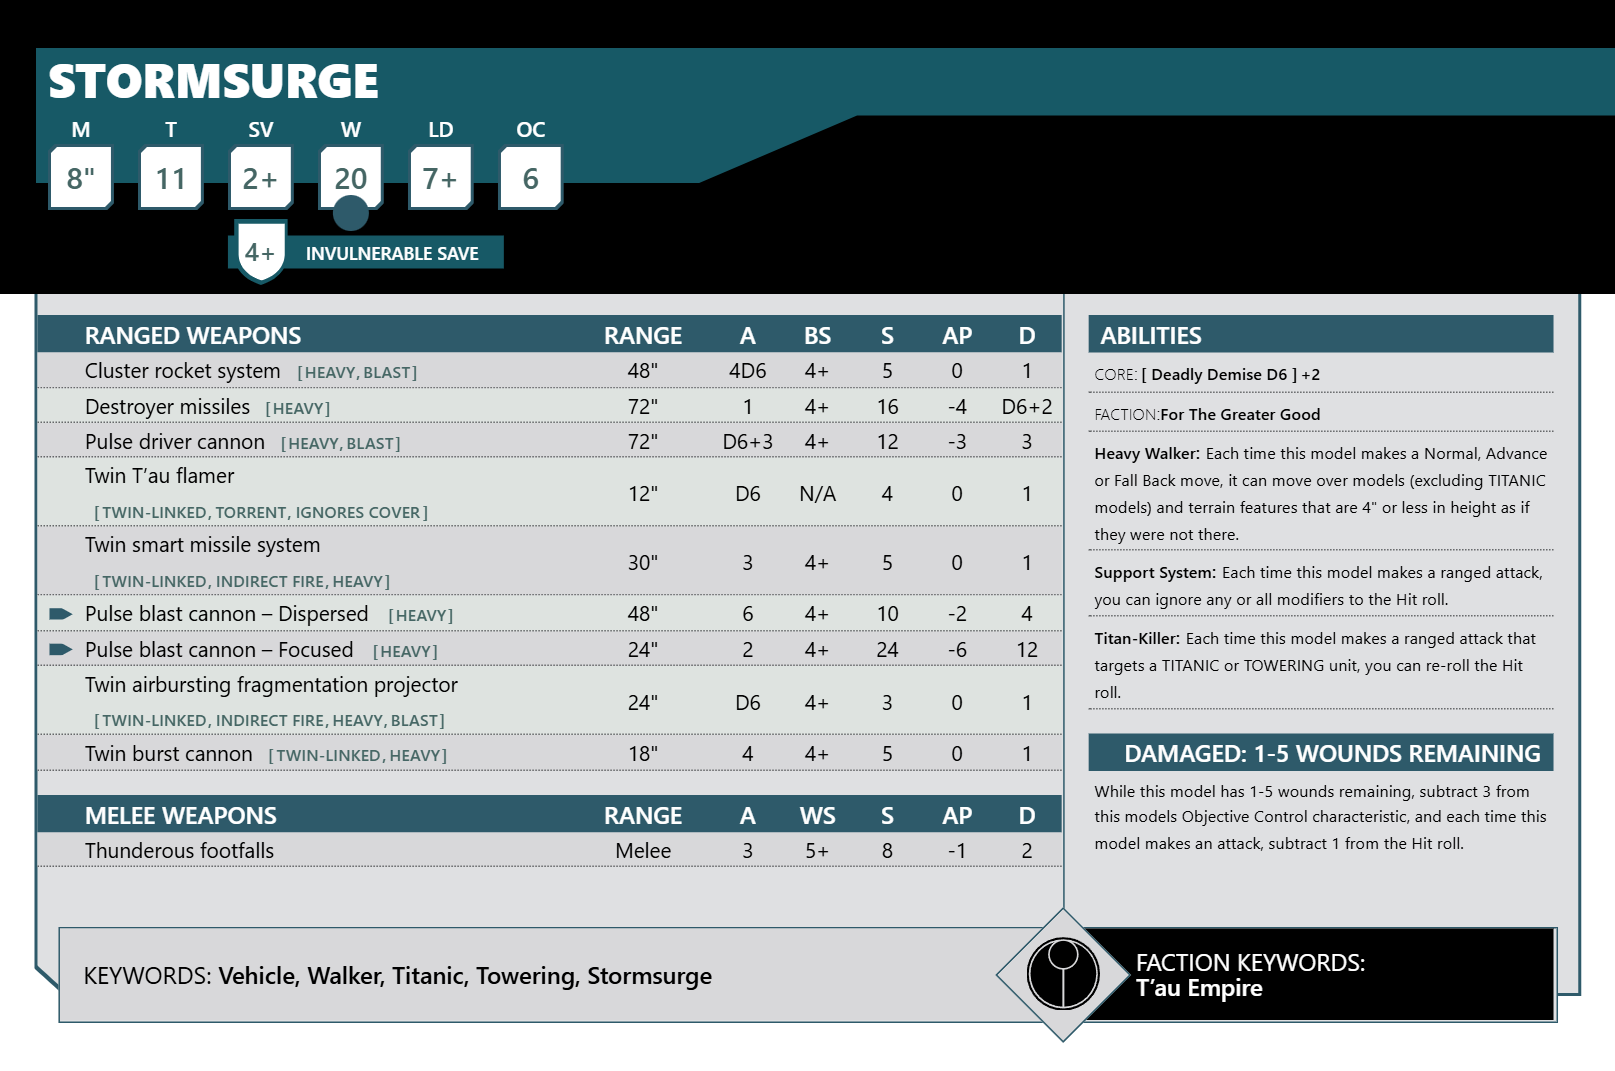 STORMSURGE
M T SV W LD OC
8" 11 2+ 20 7+ 6
4+ INVULNERABLE SAVE
RANGED WEAPONS RANGE A BS S AP D
Cluster rocket system [HEAVY, BLAST] 48" 4D6 4+ 5 0 1
Destroyer missiles [HEAVY] 72" 1 4+ 16 -4 D6+2
Pulse driver cannon [HEAVY, BLAST] 72" D6+3 4+ 12 -3 3
Twin T’au flamer
12" D6 N/A 4 0 1
[TWIN-LINKED, TORRENT, IGNORES COVER]
Twin smart missile system
30" 3 4+ 5 0 1
[TWIN-LINKED, INDIRECT FIRE, HEAVY]
Pulse blast cannon – Dispersed [HEAVY] 48" 6 4+ 10 -2 4
Pulse blast cannon – Focused [HEAVY] 24" 2 4+ 24 -6 12
Twin airbursting fragmentation projector
24" D6 4+ 3 0 1
[TWIN-LINKED, INDIRECT FIRE, HEAVY, BLAST]
Twin burst cannon [TWIN-LINKED, HEAVY] 18" 4 4+ 5 0 1
MELEE WEAPONS RANGE A WS S AP D
Thunderous footfalls Melee 3 5+ 8 -1 2
ABILITIES
CORE: [ Deadly Demise D6 ] +2
FACTION:For The Greater Good
Heavy Walker: Each time this model makes a Normal, Advance
or Fall Back move, it can move over models (excluding TITANIC
models) and terrain features that are 4" or less in height as if
they were not there.
Support System: Each time this model makes a ranged attack,
you can ignore any or all modifiers to the Hit roll.
Titan-Killer: Each time this model makes a ranged attack that
targets a TITANIC or TOWERING unit, you can re-roll the Hit
roll.
DAMAGED: 1-5 WOUNDS REMAINING
While this model has 1-5 wounds remaining, subtract 3 from
this models Objective Control characteristic, and each time this
model makes an attack, subtract 1 from the Hit roll.
KEYWORDS: Vehicle, Walker, Titanic, Towering, Stormsurge
FACTION KEYWORDS:
T’au Empire